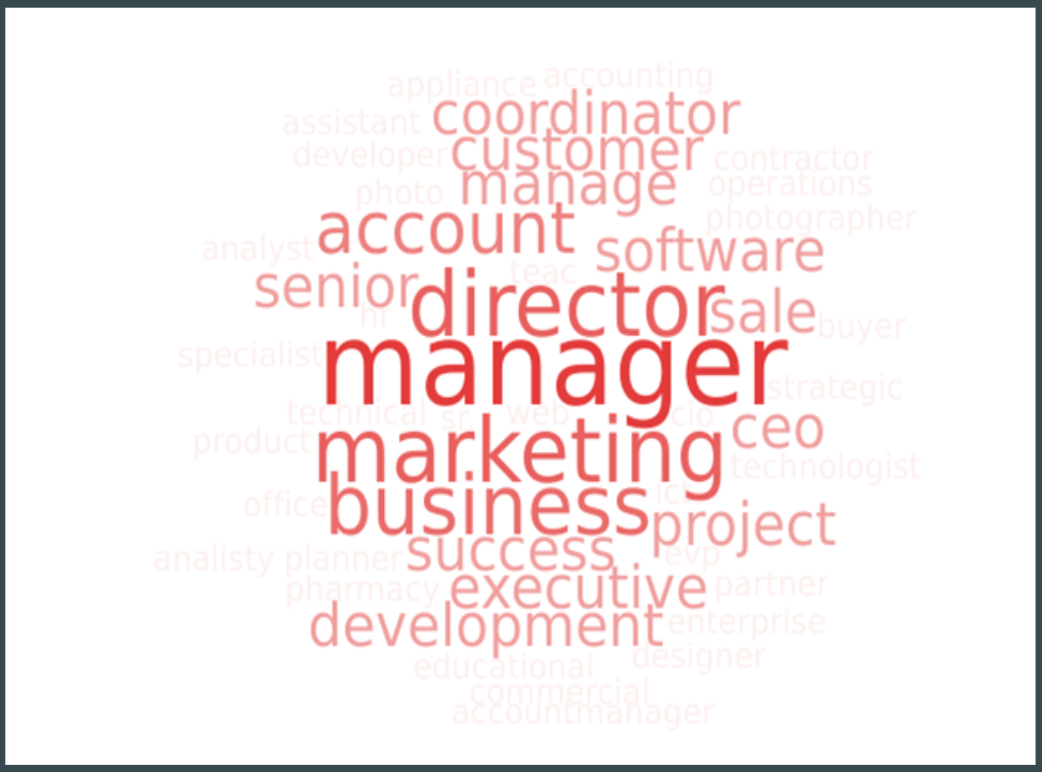 appliance accounting
coordinator
assistant
customer
developer contractor
manage
photo operations
account photographer
analyst software
senior teac
director sale
hr buyer
manager
specialist
strategic
technical sr web cio
marketing ceo
product technologist
business ict
office project
success evp
analisty planner
executive partner
pharmacy
development enterprise
designer
educational
commercial
accountmanager